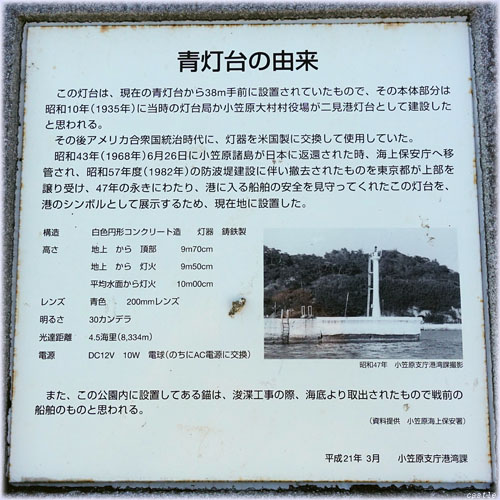 青灯台の由来
この灯台は、現在の青灯台から38m手前に設置されていたもので、その本体部分は
昭和10年(1935年)に当時の灯台局か小笠原大村村役場が二見港灯台として建設した
と思われる。
その後アメリカ合衆国統治時代に、灯器を米国製に交換して使用していた。
昭和43年(1968年)6月26日に小笠原諸島が日本に返還された時、海上保安庁へ移
管され、昭和57年度(1982年)の防波堤建設に伴い撤去されたものを東京都が上部を
譲り受け、47年の永きにわたり、港に入る船舶の安全を見守ってくれたこの灯台を、
港のシンボルとして展示するため、現在地に設置した。
構造 白色円形コンクリート造 灯器 鋳鉄製
高さ 地上 から 頂部 9m70cm
地上 から 灯火 9m50cm
平均水面から灯火 10m00cm
レンズ 青色 200mmレンズ
明るさ 30カンデラ
光達距離 4.5海里(8,334m)
電源 DC12V 10W 電球(のちにAC電源に交換)
昭和47年 小笠原支庁港湾課撮影
また、この公園内に設置してある錨は、浚渫工事の際、海底より取出されたもので戦前の
船舶のものと思われる。
(資料提供 小笠原海上保安署)
平成21年 3月 小笠原支庁港湾課